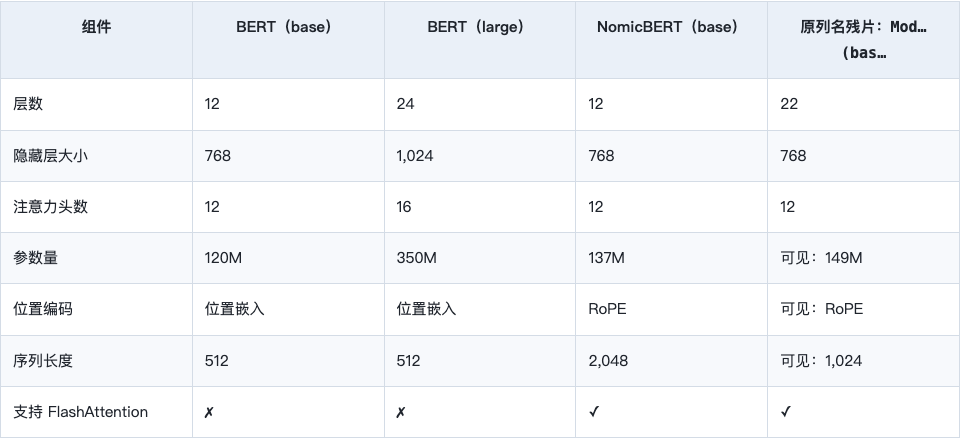 组件 BERT（base） BERT（large） NomicBERT（base） 原列名残片：Mod…
(bas…
层数 12 24 12 22
隐藏层大小 768 1,024 768 768
注意力头数 12 16 12 12
参数量 120M 350M 137M 可见：149M
位置编码 位置嵌入 位置嵌入 RoPE 可见：RoPE
序列长度 512 512 2,048 可见：1,024
支持 FlashAttention ✗ ✗ ✓ ✓